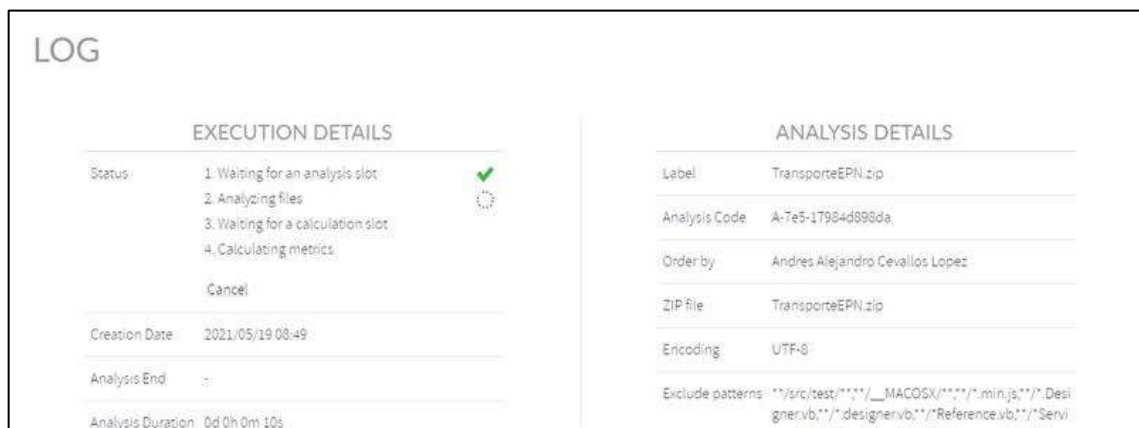 LOG
EXECUTION DETAILS
Status
1. Waiting for an analysis slot
2. Analyzing files
3. Waiting for a calculation slot
4. Calculating metrics
Cancel
Creation Date 2021/05/19 08:49
Analysis End -
Analysis Duration 0d 0h 0m 10s
ANALYSIS DETAILS
Label TransporteEPN.zip
Analysis Code A-7e5-17984d898da
Order by Andres Alejandro Cevallos Lopez
ZIP file TransporteEPN.zip
Encoding UTF-8
Exclude patterns **/src/test/**,**/__MACOSX/**,**/*.min.js,**/*.Desi
gner.vb,**/*.designer.vb,**/*Reference.vb,**/*Servi